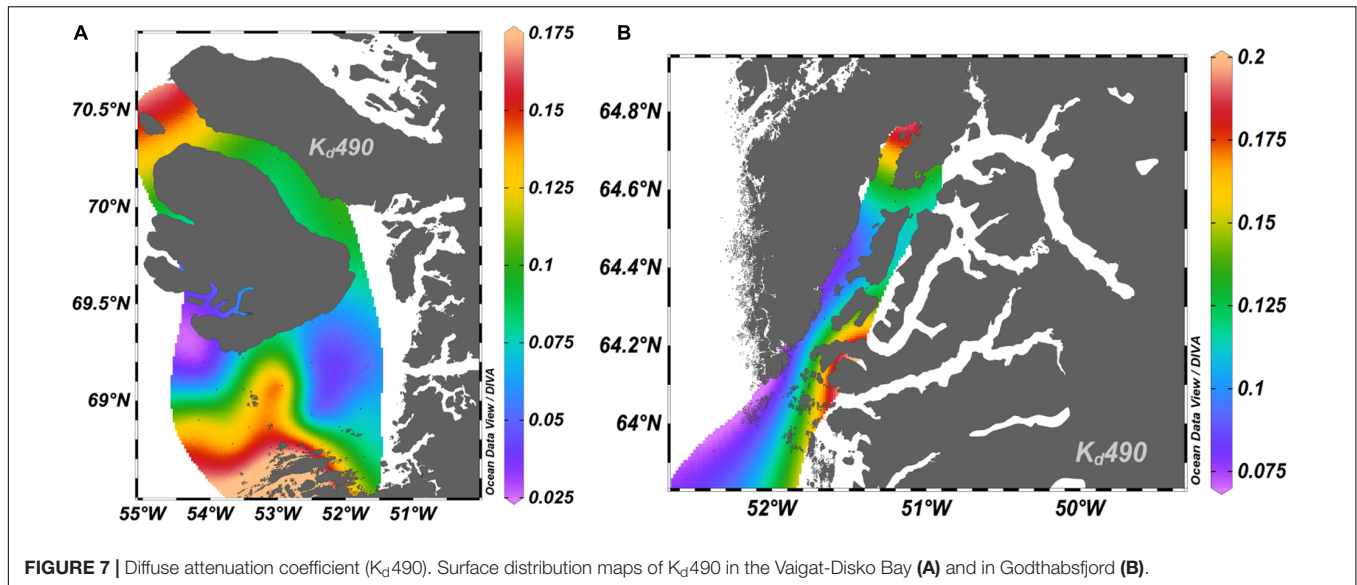 A
70.5°N
70°N
69.5°N
69°N
55°W
54°W
53°W
52°W
51°W
Kd490
Ocean Data View / DIVA
0.175
0.15
0.125
0.1
0.075
0.05
0.025
B
64.8°N
64.6°N
64.4°N
64.2°N
64°N
52°W
51°W
50°W
Kd490
Ocean Data View / DIVA
0.2
0.175
0.15
0.125
0.1
0.075
FIGURE 7 | Diffuse attenuation coefficient (Kd490). Surface distribution maps of Kd490 in the Vaigat-Disko Bay (A) and in Godthabsfjord (B).